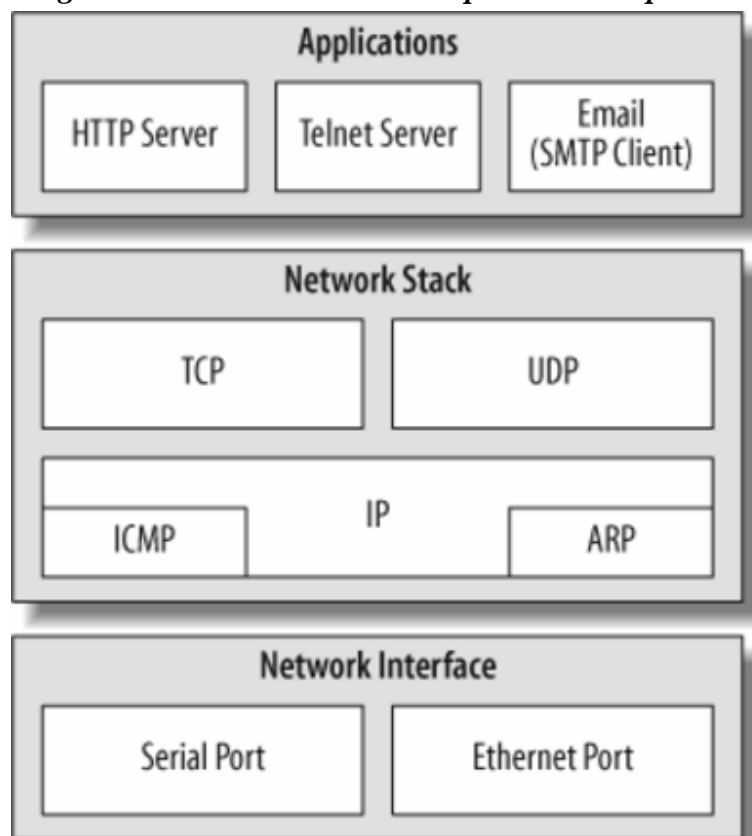 Applications
HTTP Server
Telnet Server
Email
(SMTP Client)
Network Stack
TCP
UDP
IP
ICMP
ARP
Network Interface
Serial Port
Ethernet Port